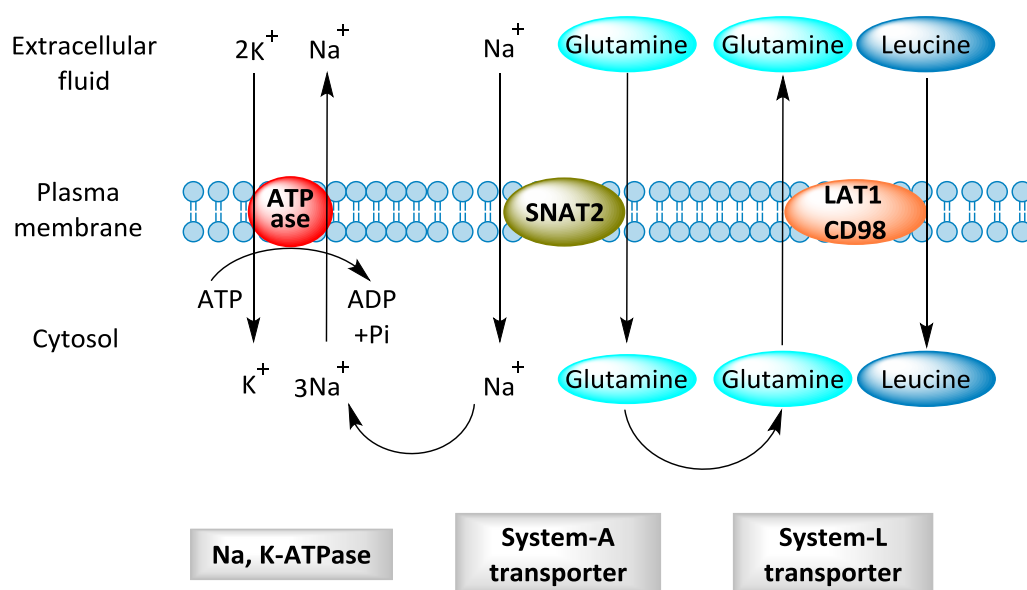 Extracellular
fluid
2K+
Na+
Na+
Glutamine
Glutamine
Leucine
Plasma
membrane
ATP
ase
SNAT2
LAT1
CD98
ATP
ADP
+Pi
Cytosol
K+
3Na+
Na+
Glutamine
Glutamine
Leucine
Na, K-ATPase
System-A
transporter
System-L
transporter